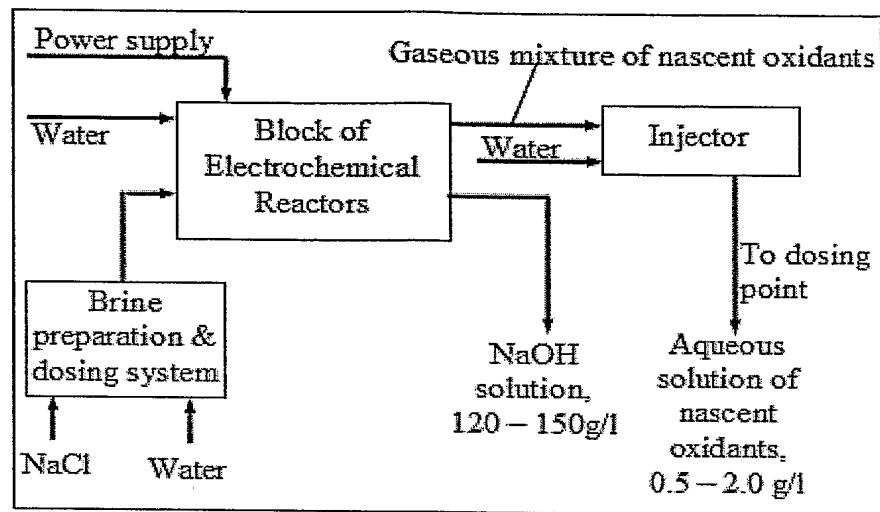 Power supply
Gaseous mixture of nascent oxidants
Water
Block of
Electrochemical
Reactors
Water
Injector
To dosing
point
Brine
preparation &
dosing system
NaOH
solution,
120 – 150g/l
Aqueous
solution of
nascent
oxidants,
0.5 – 2.0 g/l
NaCl
Water